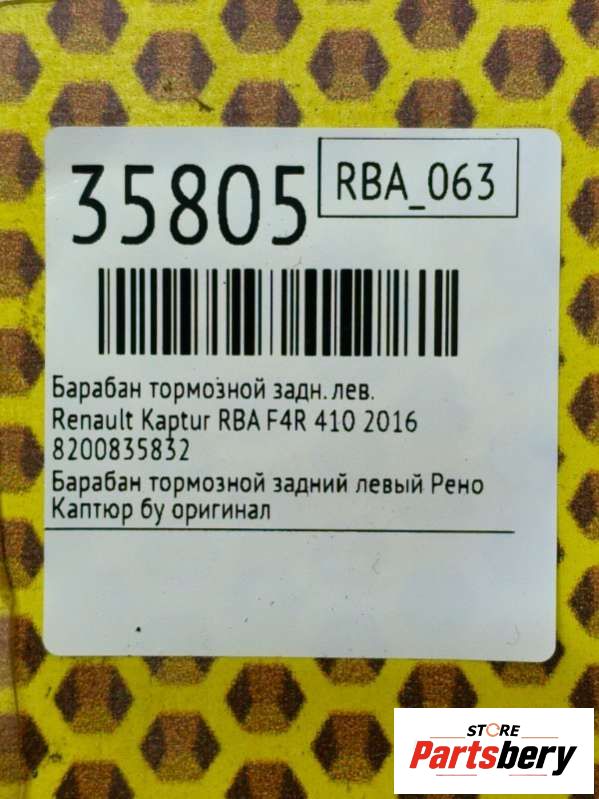 35805
RBA_063
Барабан тормозной задн. лев.
Renault Kaptur RBA F4R 410 2016
8200835832
Барабан тормозной задний левый Рено
Каптюр бу оригинал
STORE
Partsbery